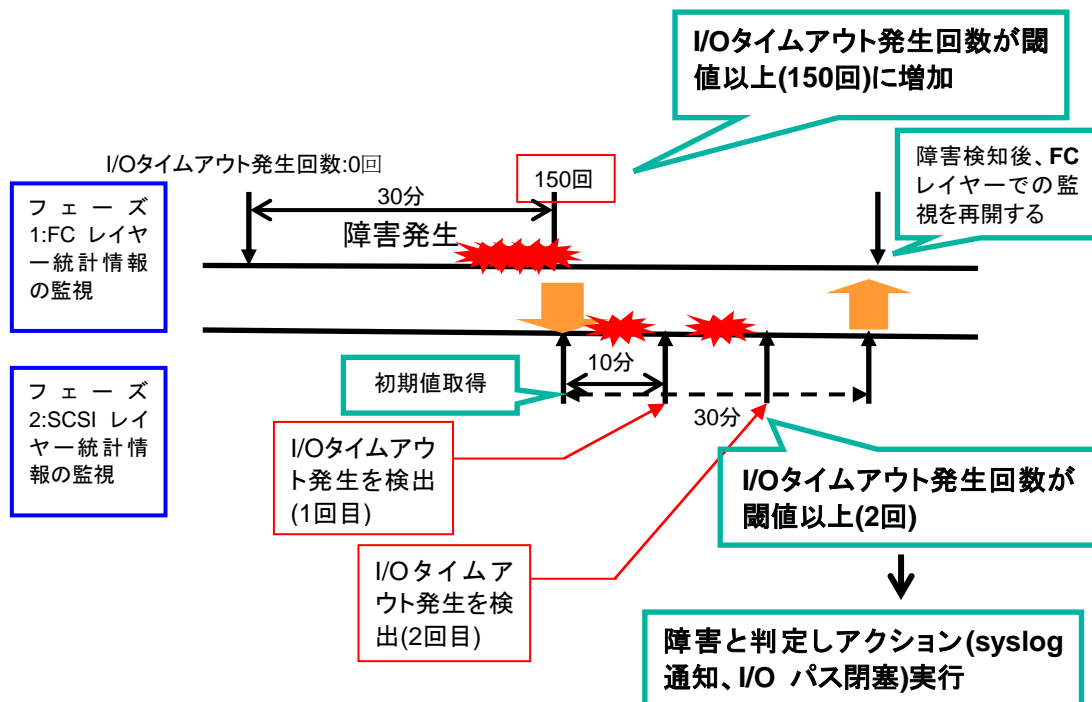 I/Oタイムアウト発生回数が閾
値以上(150回)に増加
I/Oタイムアウト発生回数:0回
150回
障害検知後、FC
レイヤーでの監
視を再開する
フェーズ
1:FC レイヤ
ー統計情報
の監視
30分
障害発生
初期値取得
10分
30分
フェーズ
2:SCSI レイ
ヤー統計情
報の監視
I/Oタイムアウ
ト発生を検出
(1回目)
I/Oタイムアウト発生回数が
閾値以上(2回)
I/Oタイムア
ウト発生を検
出(2回目)
障害と判定しアクション(syslog
通知、I/O パス閉塞)実行